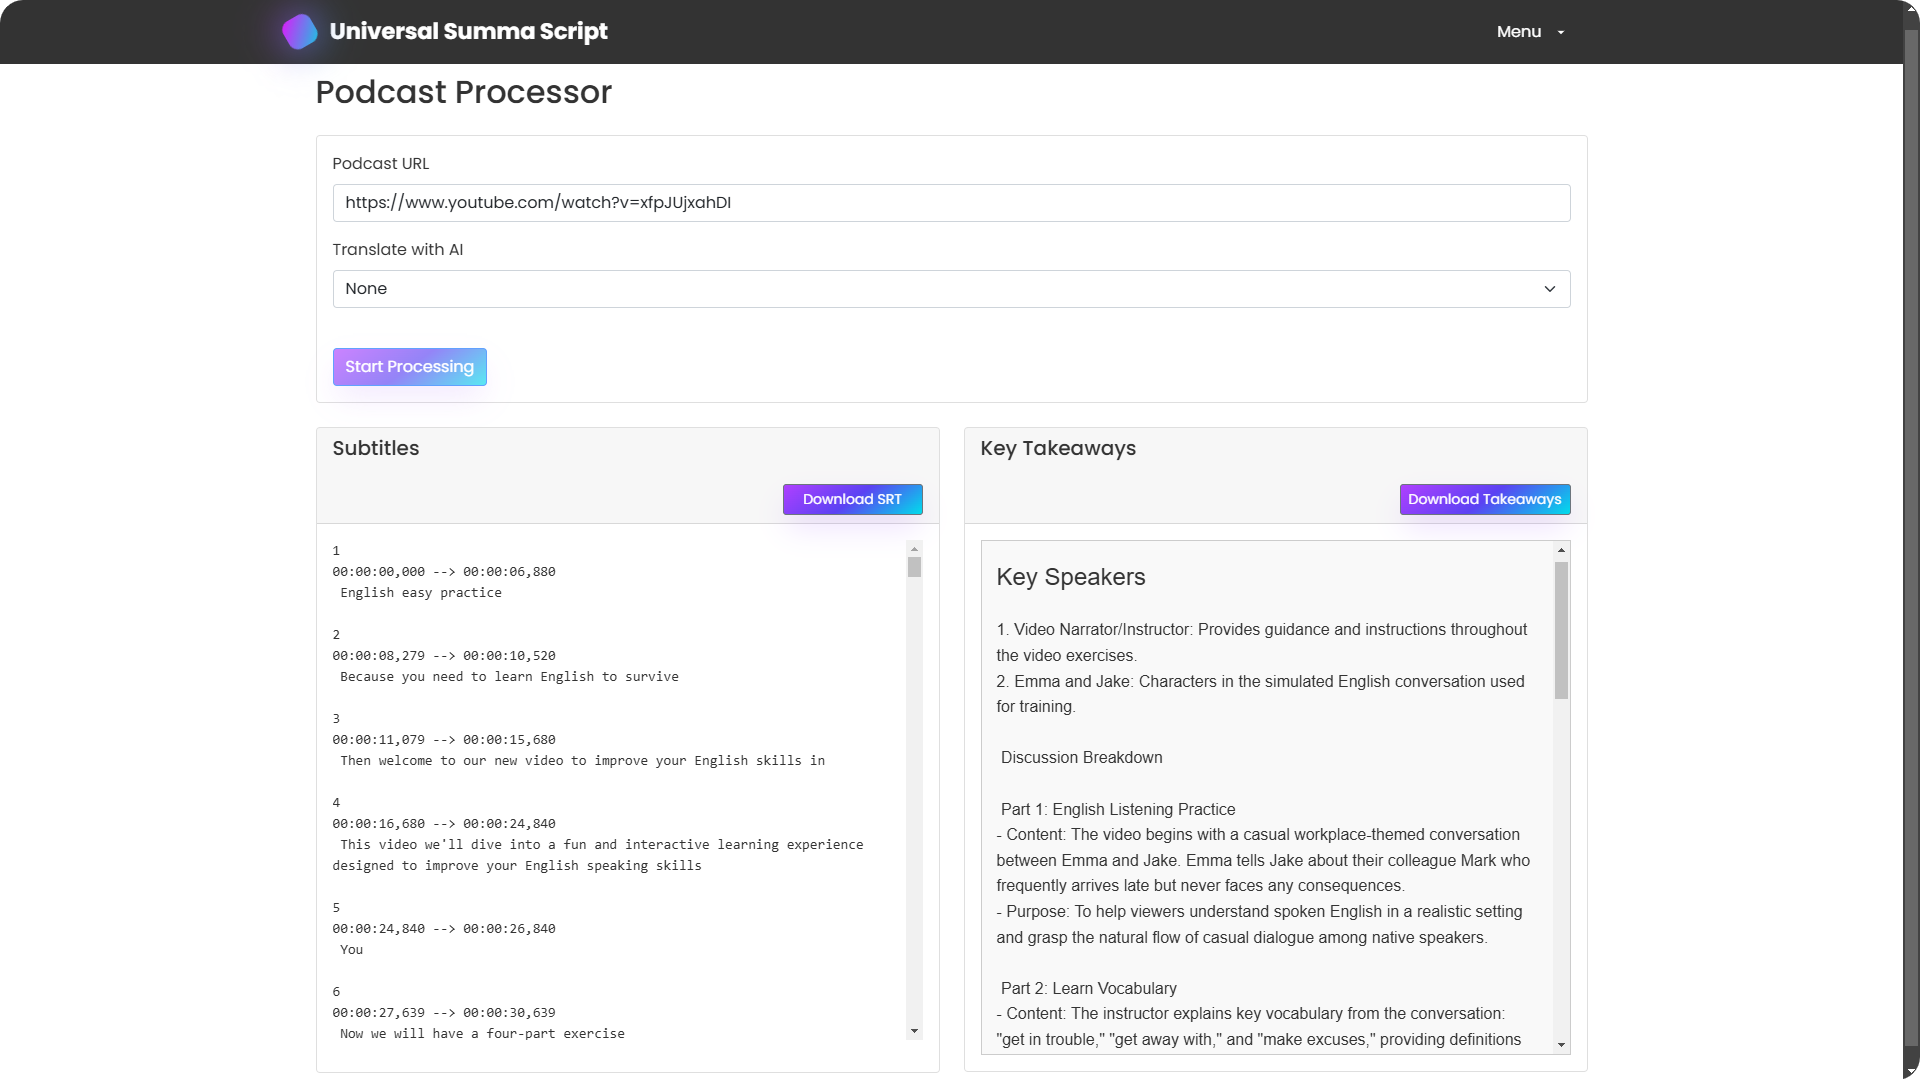 Universal Summa Script
Menu
Podcast Processor
Podcast URL
https://www.youtube.com/watch?v=xfpJUjxahDI
Translate with AI
None
Start Processing
Subtitles
Download SRT
1
00:00:00,000 --> 00:00:06,880
English easy practice
2
00:00:08,279 --> 00:00:10,520
Because you need to learn English to survive
3
00:00:11,079 --> 00:00:15,680
Then welcome to our new video to improve your English skills in
4
00:00:16,680 --> 00:00:24,840
This video we'll dive into a fun and interactive learning experience
designed to improve your English speaking skills
5
00:00:24,840 --> 00:00:26,840
You
6
00:00:27,639 --> 00:00:30,639
Now we will have a four-part exercise
Key Takeaways
Download Takeaways
Key Speakers
1. Video Narrator/Instructor: Provides guidance and instructions throughout
the video exercises.
2. Emma and Jake: Characters in the simulated English conversation used
for training.
Discussion Breakdown
Part 1: English Listening Practice
- Content: The video begins with a casual workplace-themed conversation
between Emma and Jake. Emma tells Jake about their colleague Mark who
frequently arrives late but never faces any consequences.
- Purpose: To help viewers understand spoken English in a realistic setting
and grasp the natural flow of casual dialogue among native speakers.
Part 2: Learn Vocabulary
- Content: The instructor explains key vocabulary from the conversation:
"get in trouble," "get away with," and "make excuses," providing definitions